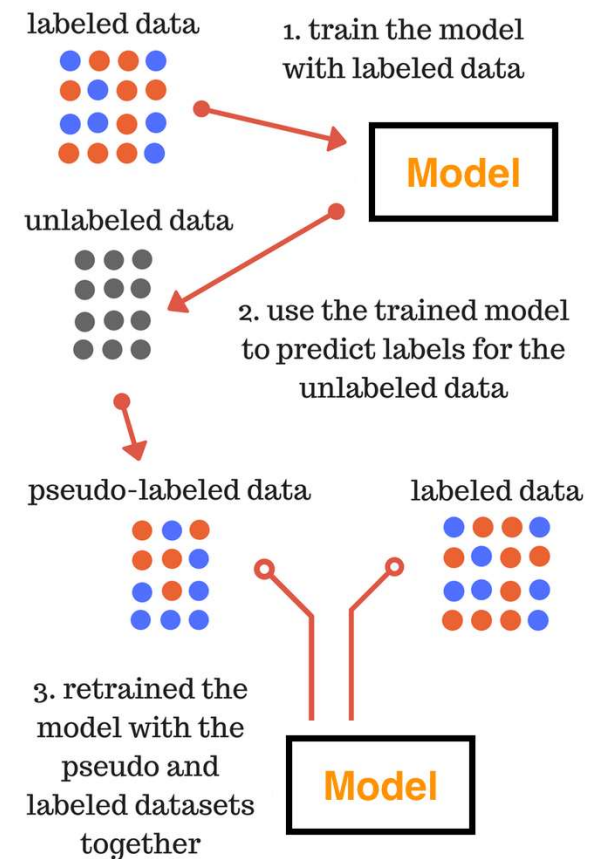 labeled data
1. train the model
with labeled data
Model
unlabeled data
2. use the trained model
to predict labels for the
unlabeled data
pseudo-labeled data
labeled data
3. retrained the
model with the
pseudo and
labeled datasets
together
Model